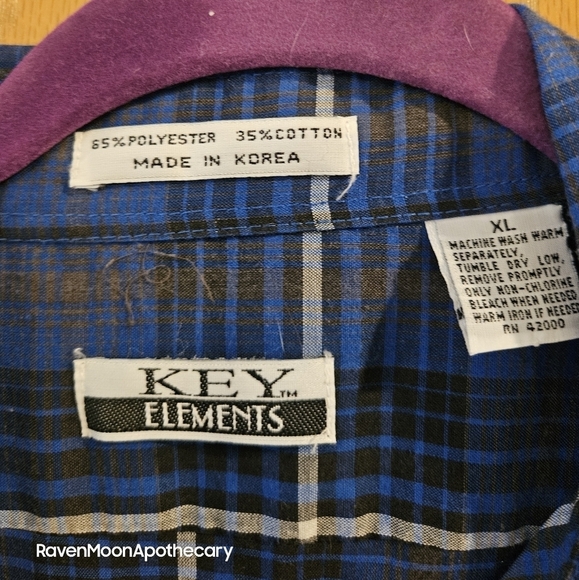 65%POLYESTER 35%COTTON
MADE IN KOREA
XL
MACHINE WASH WARM
SEPARATELY,
TUMBLE DRY LOW,
REMOVE PROMPTLY
ONLY NON-CHLORINE
BLEACH WHEN NEEDED
WARM IRON IF NEEDED
RN 42000
KEY™
ELEMENTS
RavenMoonApothecary